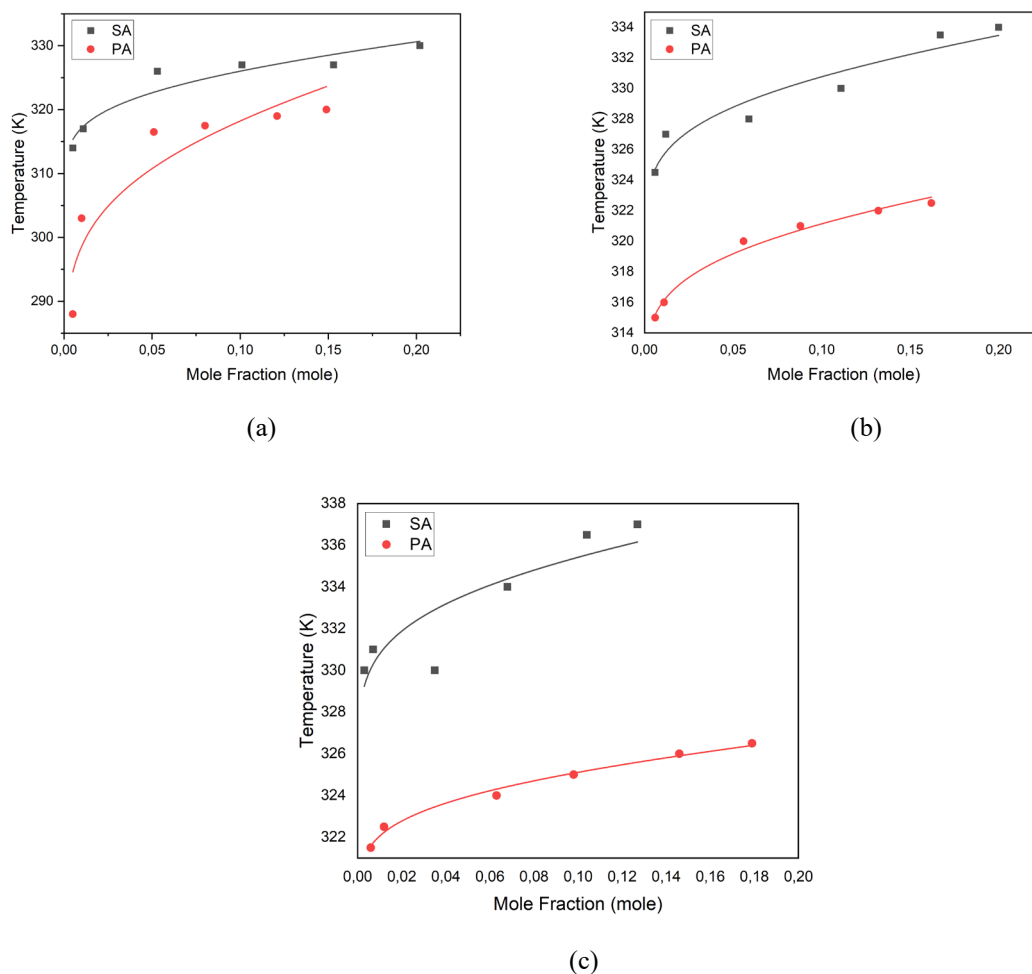 SA
PA
330
320
310
300
290
Temperature (K)
0,00 0,05 0,10 0,15 0,20
Mole Fraction (mole)
(a)
SA
PA
334
332
330
328
326
324
322
320
318
316
314
Temperature (K)
0,00 0,05 0,10 0,15 0,20
Mole Fraction (mole)
(b)
SA
PA
338
336
334
332
330
328
326
324
322
Temperature (K)
0,00 0,02 0,04 0,06 0,08 0,10 0,12 0,14 0,16 0,18 0,20
Mole Fraction (mole)
(c)